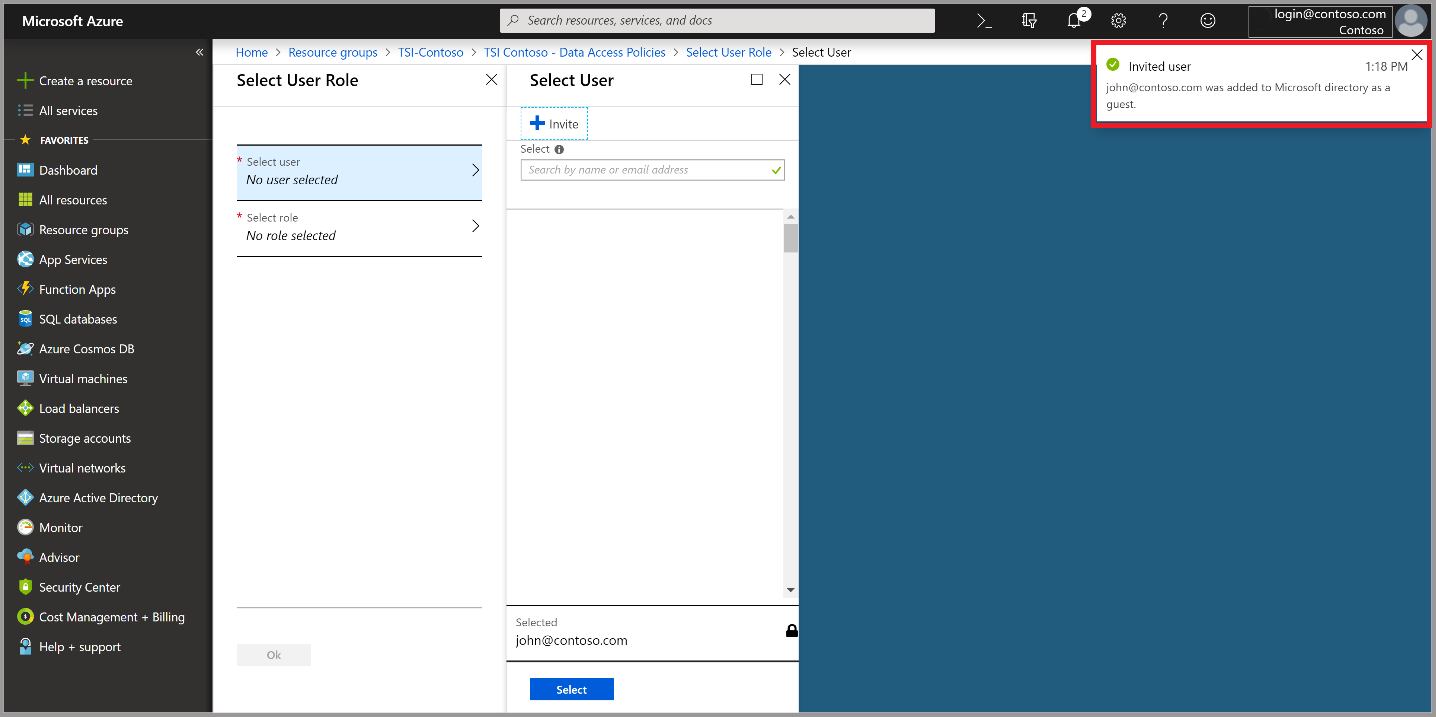 Microsoft Azure
Search resources, services, and docs
2
login@contoso.com
Contoso
Home > Resource groups > TSI-Contoso > TSI Contoso - Data Access Policies > Select User Role > Select User
«
Create a resource
All services
FAVORITES
Dashboard
All resources
Resource groups
App Services
Function Apps
SQL databases
Azure Cosmos DB
Virtual machines
Load balancers
Storage accounts
Virtual networks
Azure Active Directory
Monitor
Advisor
Security Center
Cost Management + Billing
Help + support
Select User Role
* Select user
No user selected
* Select role
No role selected
Ok
Select User
Invite
Select
Search by name or email address
Selected
john@contoso.com
Select
Invited user 1:18 PM
john@contoso.com was added to Microsoft directory as a
guest.